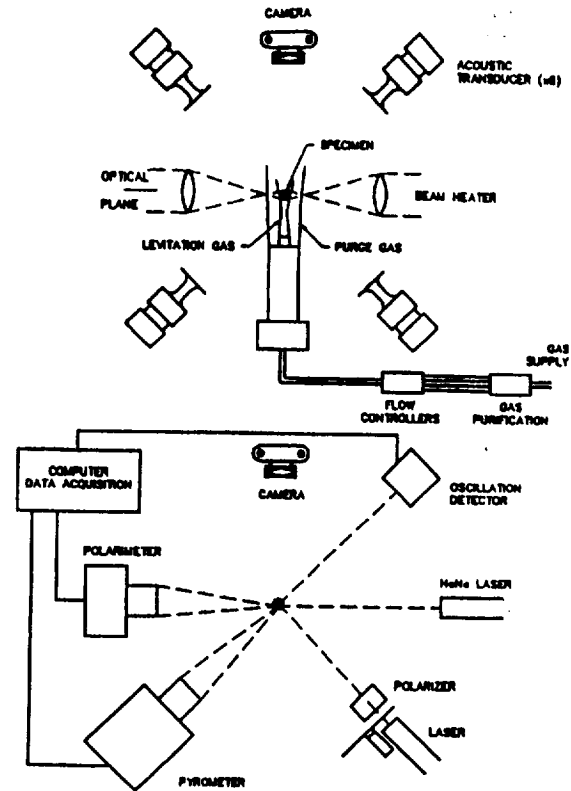 CAMERA
ACOUSTIC
TRANSDUCER (x8)
SPECIMEN
OPTICAL
PLANE
BEAM HEATER
LEVITATION GAS
PURGE GAS
GAS
SUPPLY
FLOW
CONTROLLERS
GAS
PURIFICATION
COMPUTER
DATA ACQUISITION
CAMERA
OSCILLATION
DETECTOR
POLARIMETER
HeNe LASER
POLARIZER
LASER
PYROMETER